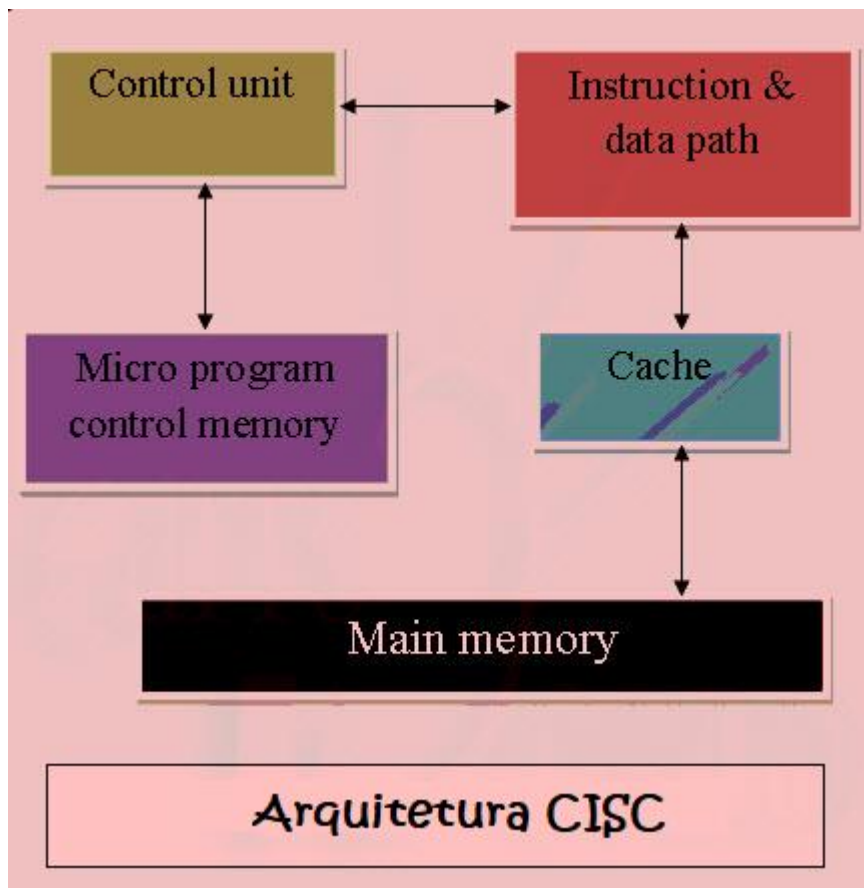 Control unit
Instruction &
data path
Micro program
control memory
Cache
Main memory
Arquitetura CISC